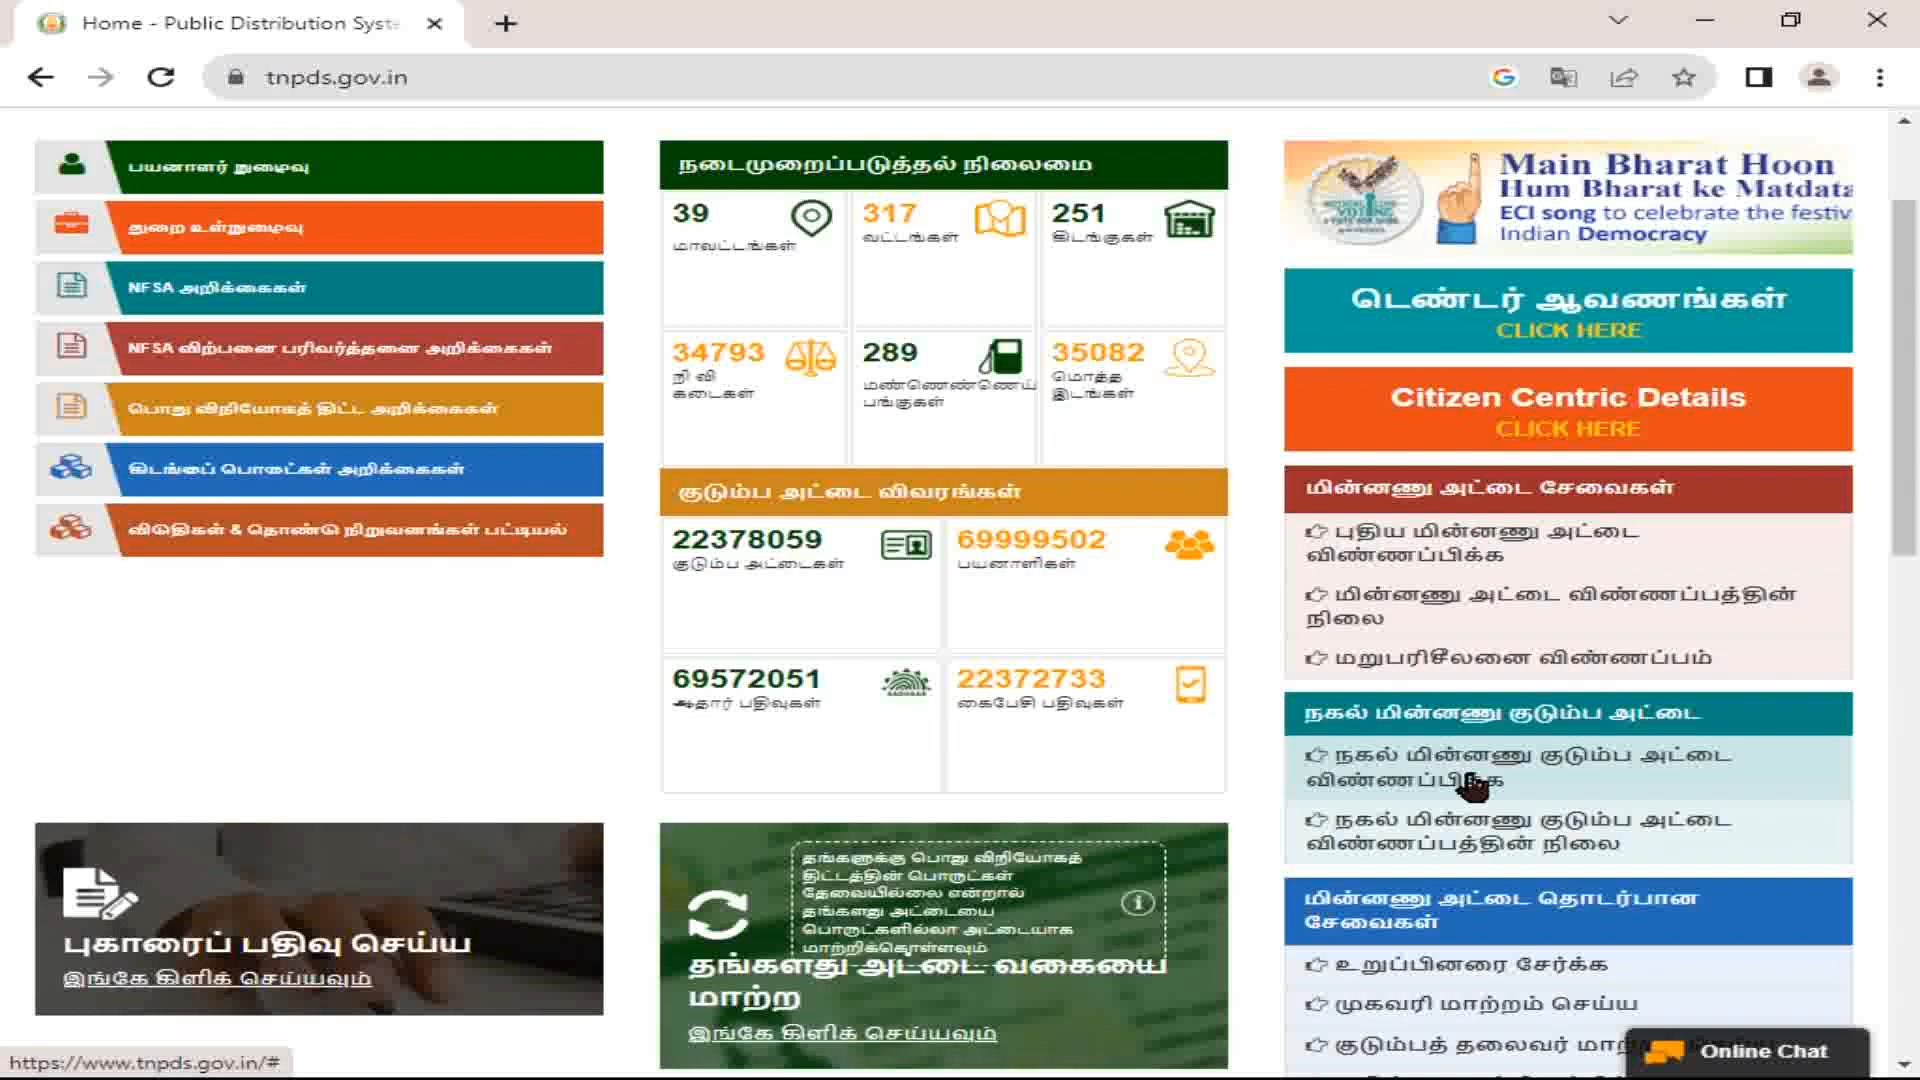 Home - Public Distribution Syst
tnpds.gov.in
பயனாளர் நுழைவு
துறை உள்நுழைவு
NFSA அறிக்கைகள்
NFSA விற்பனை பரிவர்த்தனை அறிக்கைகள்
பொது விநியோகத் திட்ட அறிக்கைகள்
கிடங்குப் பொருட்கள் அறிக்கைகள்
விடுதிகள் & தொண்டு நிறுவனங்கள் பட்டியல்
புகாரைப் பதிவு செய்ய
இங்கே கிளிக் செய்யவும்
நடைமுறைப்படுத்தல் நிலைமை
39
மாவட்டங்கள்
317
வட்டங்கள்
251
கிடங்குகள்
34793
நி வி
கடைகள்
289
மண்ணெண்ணெய்
பங்குகள்
35082
மொத்த
இடங்கள்
குடும்ப அட்டை விவரங்கள்
22378059
குடும்ப அட்டைகள்
69999502
பயனாளிகள்
69572051
ஆதார் பதிவுகள்
22372733
கைபேசி பதிவுகள்
தங்களுக்கு பொது விநியோகத்
திட்டத்தின் பொருட்கள்
தேவையில்லை என்றால்
தங்களது அட்டையை
பொருட்களில்லா அட்டையாக
மாற்றிக்கொள்ளவும்
தங்களது அட்டை வகையை
மாற்ற
இங்கே கிளிக் செய்யவும்
Main Bharat Hoon
Hum Bharat ke Matdata
ECI song to celebrate the festiv
Indian Democracy
டெண்டர் ஆவணங்கள்
CLICK HERE
Citizen Centric Details
CLICK HERE
மின்னணு அட்டை சேவைகள்
புதிய மின்னணு அட்டை
விண்ணப்பிக்க
மின்னணு அட்டை விண்ணப்பத்தின்
நிலை
மறுபரிசீலனை விண்ணப்பம்
நகல் மின்னணு குடும்ப அட்டை
நகல் மின்னணு குடும்ப அட்டை
விண்ணப்பிக்க
நகல் மின்னணு குடும்ப அட்டை
விண்ணப்பத்தின் நிலை
மின்னணு அட்டை தொடர்பான
சேவைகள்
உறுப்பினரை சேர்க்க
முகவரி மாற்றம் செய்ய
குடும்பத் தலைவர்
Online Chat
https://www.tnpds.gov.in/#